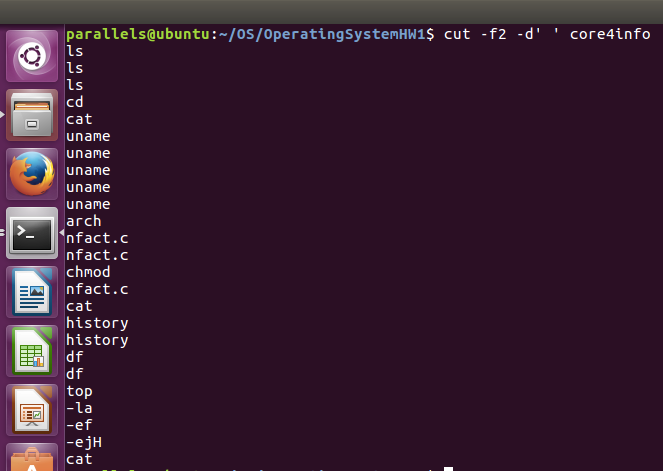 parallels@ubuntu:~/OS/OperatingSystemHW1$ cut -f2 -d' ' core4info
ls
ls
ls
cd
cat
uname
uname
uname
uname
uname
arch
nfact.c
nfact.c
chmod
nfact.c
cat
history
history
df
df
top
-la
-ef
-ejH
cat